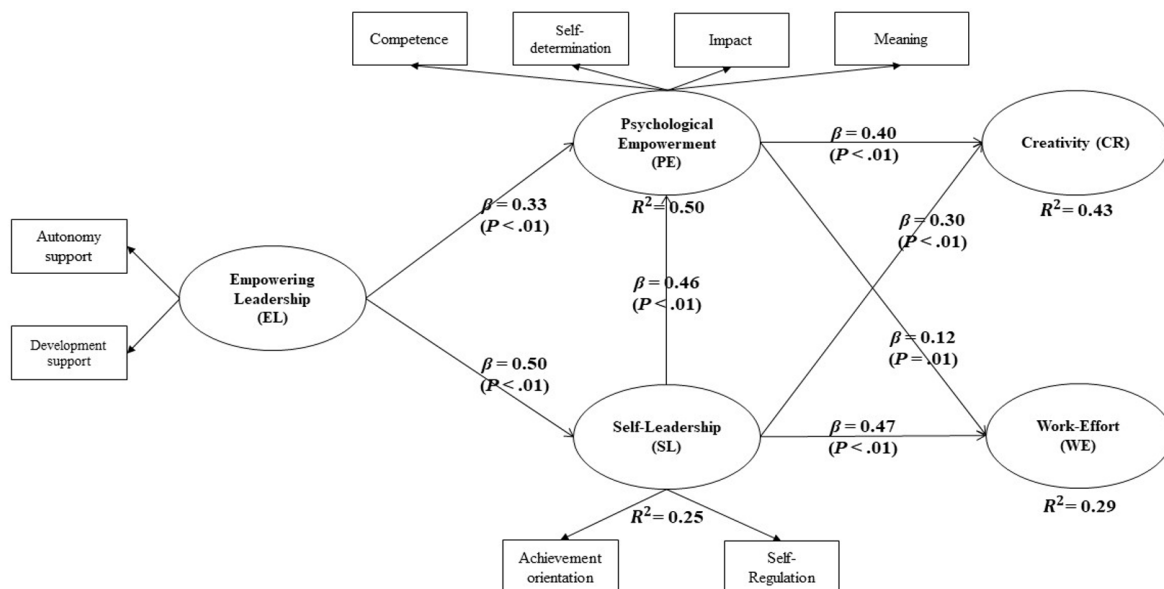 Competence
Self-
determination
Impact
Meaning
Psychological
Empowerment
(PE)
R² = 0.50
β = 0.40
(P < .01)
Creativity (CR)
R² = 0.43
β = 0.33
(P < .01)
β = 0.30
(P < .01)
Autonomy
support
Empowering
Leadership
(EL)
Development
support
β = 0.46
(P < .01)
β = 0.12
(P = .01)
β = 0.50
(P < .01)
Self-Leadership
(SL)
R² = 0.25
β = 0.47
(P < .01)
Work-Effort
(WE)
R² = 0.29
Achievement
orientation
Self-
Regulation